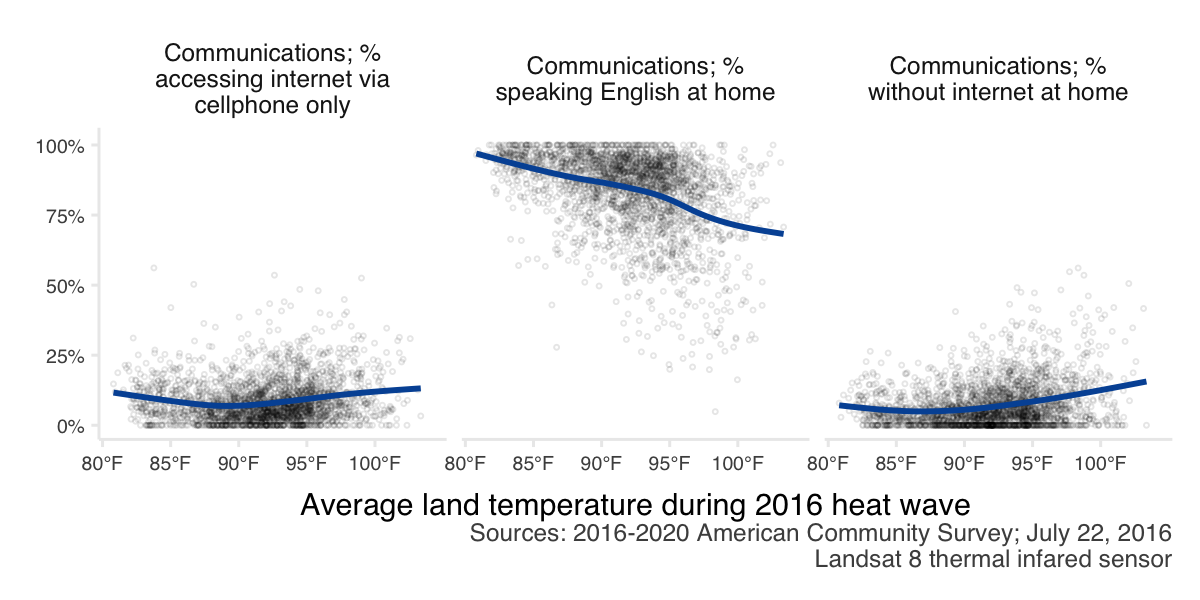 Communications; %
accessing internet via
cellphone only
Communications; %
speaking English at home
Communications; %
without internet at home
100%
75%
50%
25%
0%
80°F 85°F 90°F 95°F 100°F
80°F 85°F 90°F 95°F 100°F
80°F 85°F 90°F 95°F 100°F
Average land temperature during 2016 heat wave
Sources: 2016-2020 American Community Survey; July 22, 2016
Landsat 8 thermal infared sensor